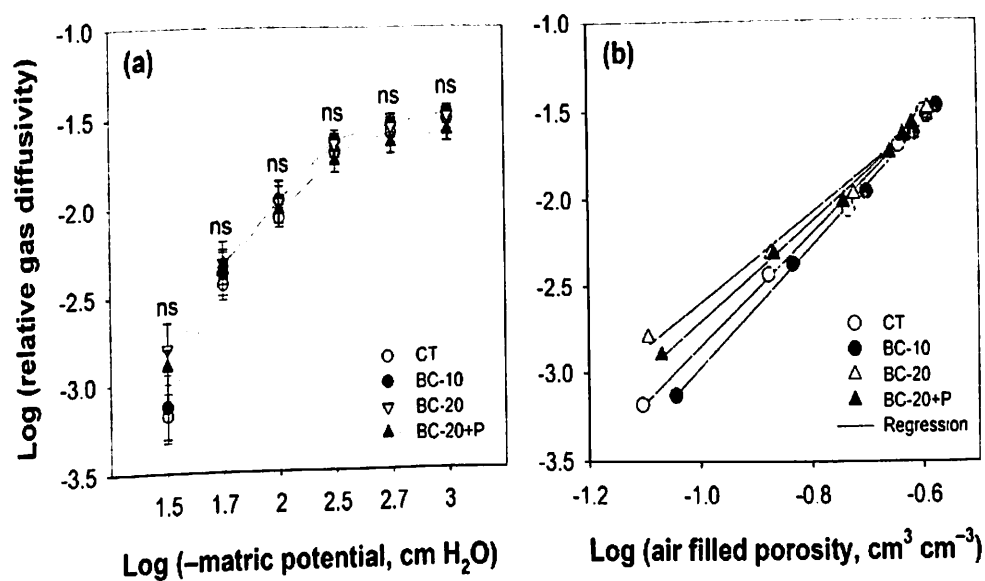 (a)
Log (relative gas diffusivity)
-1.0
-1.5
-2.0
-2.5
-3.0
-3.5
ns
ns
ns
ns
ns
ns
CT
BC-10
BC-20
BC-20+P
1.5 1.7 2 2.5 2.7 3
Log (–matric potential, cm H₂O)
(b)
-1.0
-1.5
-2.0
-2.5
-3.0
-3.5
CT
BC-10
BC-20
BC-20+P
Regression
-1.2 -1.0 -0.8 -0.6
Log (air filled porosity, cm³ cm⁻³)